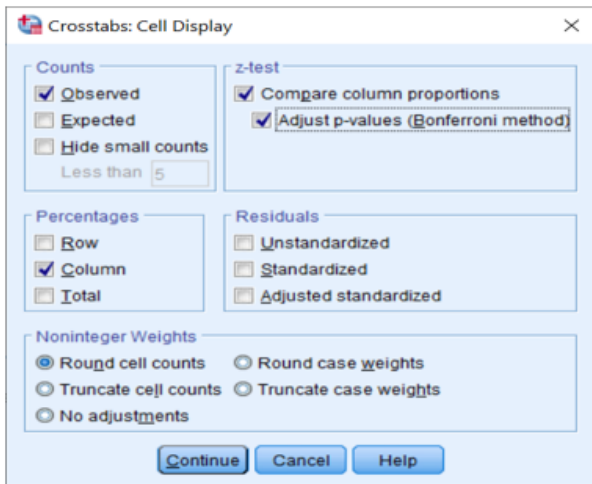 Crosstabs: Cell Display
Counts
Observed
Expected
Hide small counts
Less than 5
z-test
Compare column proportions
Adjust p-values (Bonferroni method)
Percentages
Row
Column
Total
Residuals
Unstandardized
Standardized
Adjusted standardized
Noninteger Weights
Round cell counts Round case weights
Truncate cell counts Truncate case weights
No adjustments
Continue Cancel Help